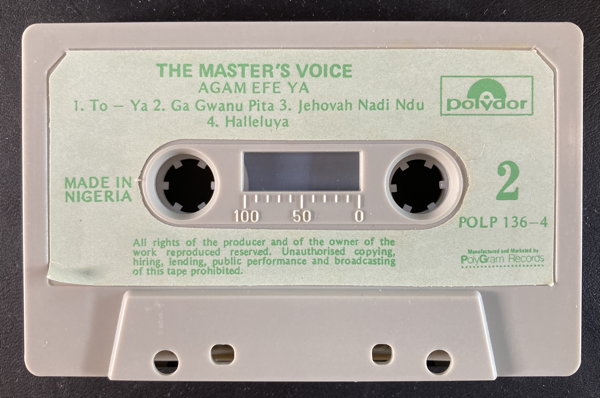 THE MASTER'S VOICE
AGAM EFE YA
1. To – Ya 2. Ga Gwanu Pita 3. Jehovah Nadi Ndu
4. Halleluya
polydor
MADE IN
NIGERIA
100 50 0
2
POLP 136–4
All rights of the producer and of the owner of the
work reproduced reserved. Unauthorised copying,
hiring, lending, public performance and broadcasting
of this tape prohibited.
Manufactured and Marketed by
PolyGram Records